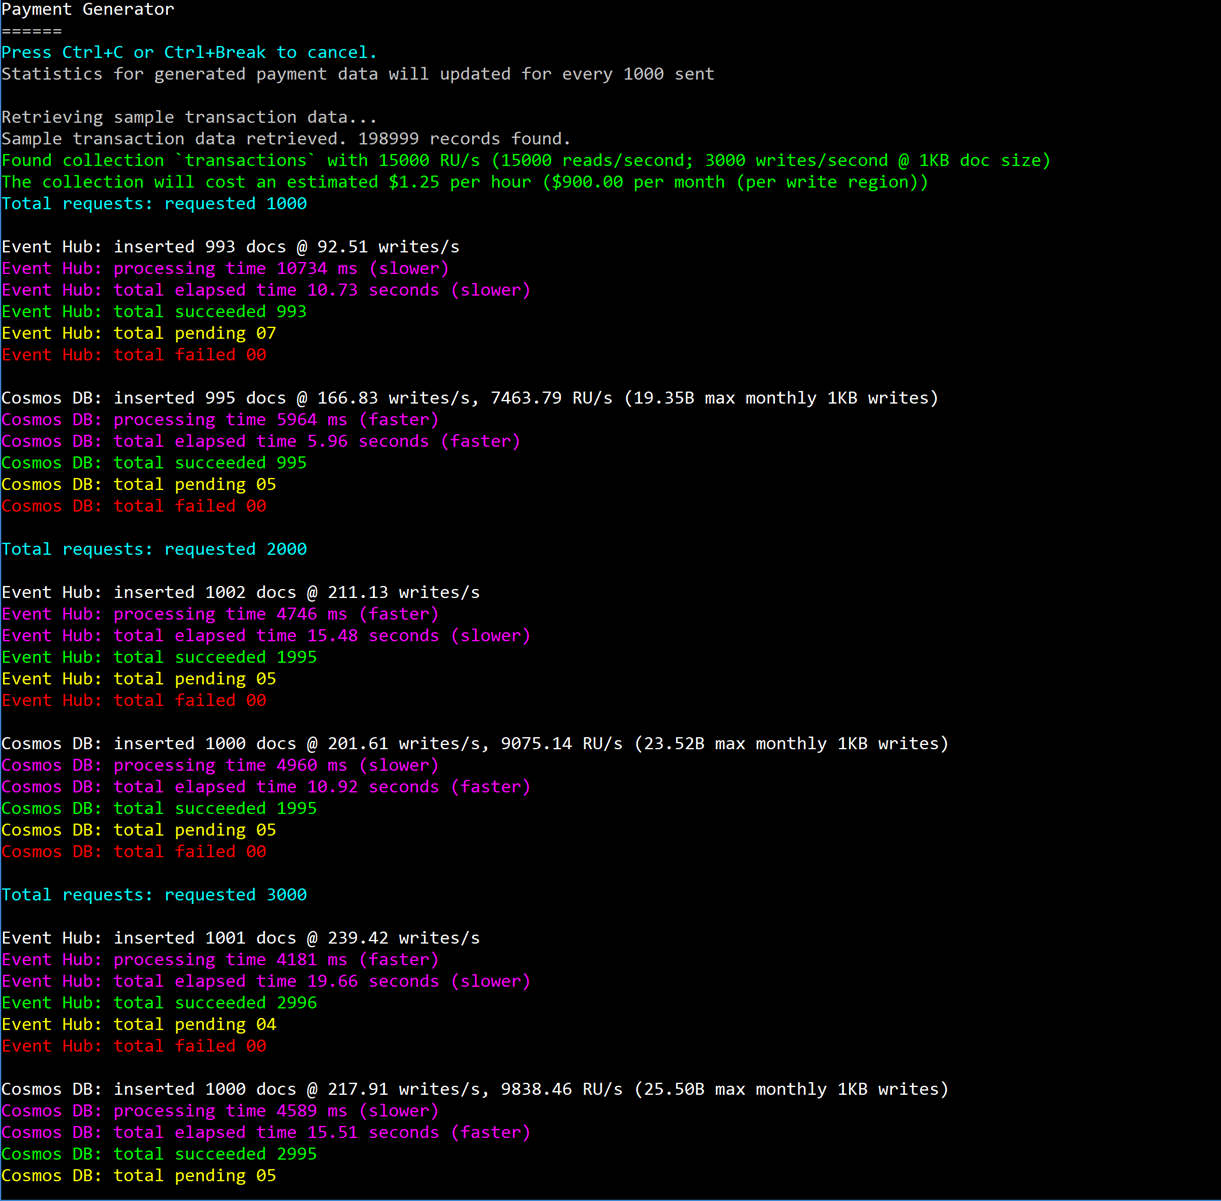 Payment Generator
======
Press Ctrl+C or Ctrl+Break to cancel.
Statistics for generated payment data will updated for every 1000 sent
Retrieving sample transaction data...
Sample transaction data retrieved. 198999 records found.
Found collection `transactions` with 15000 RU/s (15000 reads/second; 3000 writes/second @ 1KB doc size)
The collection will cost an estimated $1.25 per hour ($900.00 per month (per write region))
Total requests: requested 1000
Event Hub: inserted 993 docs @ 92.51 writes/s
Event Hub: processing time 10734 ms (slower)
Event Hub: total elapsed time 10.73 seconds (slower)
Event Hub: total succeeded 993
Event Hub: total pending 07
Event Hub: total failed 00
Cosmos DB: inserted 995 docs @ 166.83 writes/s, 7463.79 RU/s (19.35B max monthly 1KB writes)
Cosmos DB: processing time 5964 ms (faster)
Cosmos DB: total elapsed time 5.96 seconds (faster)
Cosmos DB: total succeeded 995
Cosmos DB: total pending 05
Cosmos DB: total failed 00
Total requests: requested 2000
Event Hub: inserted 1002 docs @ 211.13 writes/s
Event Hub: processing time 4746 ms (faster)
Event Hub: total elapsed time 15.48 seconds (slower)
Event Hub: total succeeded 1995
Event Hub: total pending 05
Event Hub: total failed 00
Cosmos DB: inserted 1000 docs @ 201.61 writes/s, 9075.14 RU/s (23.52B max monthly 1KB writes)
Cosmos DB: processing time 4960 ms (slower)
Cosmos DB: total elapsed time 10.92 seconds (faster)
Cosmos DB: total succeeded 1995
Cosmos DB: total pending 05
Cosmos DB: total failed 00
Total requests: requested 3000
Event Hub: inserted 1001 docs @ 239.42 writes/s
Event Hub: processing time 4181 ms (faster)
Event Hub: total elapsed time 19.66 seconds (slower)
Event Hub: total succeeded 2996
Event Hub: total pending 04
Event Hub: total failed 00
Cosmos DB: inserted 1000 docs @ 217.91 writes/s, 9838.46 RU/s (25.50B max monthly 1KB writes)
Cosmos DB: processing time 4589 ms (slower)
Cosmos DB: total elapsed time 15.51 seconds (faster)
Cosmos DB: total succeeded 2995
Cosmos DB: total pending 05